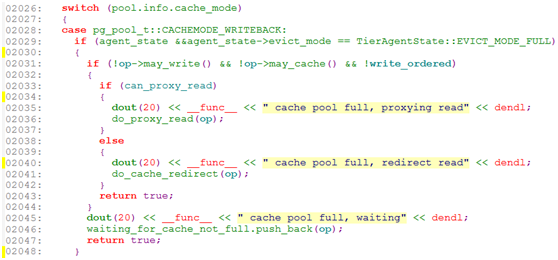 02026: switch (pool.info.cache_mode)
02027: {
02028: case pg_pool_t::CACHEMODE_WRITEBACK:
02029: if (agent_state &&agent_state->evict_mode == TierAgentState::EVICT_MODE_FULL)
02030: {
02031: if (!op->may_write() && !op->may_cache() && !write_ordered)
02032: {
02033: if (can_proxy_read)
02034: {
02035: dout(20) << __func__ << " cache pool full, proxying read" << dendl;
02036: do_proxy_read(op);
02037: }
02038: else
02039: {
02040: dout(20) << __func__ << " cache pool full, redirect read" << dendl;
02041: do_cache_redirect(op);
02042: }
02043: return true;
02044: }
02045: dout(20) << __func__ << " cache pool full, waiting" << dendl;
02046: waiting_for_cache_not_full.push_back(op);
02047: return true;
02048: }